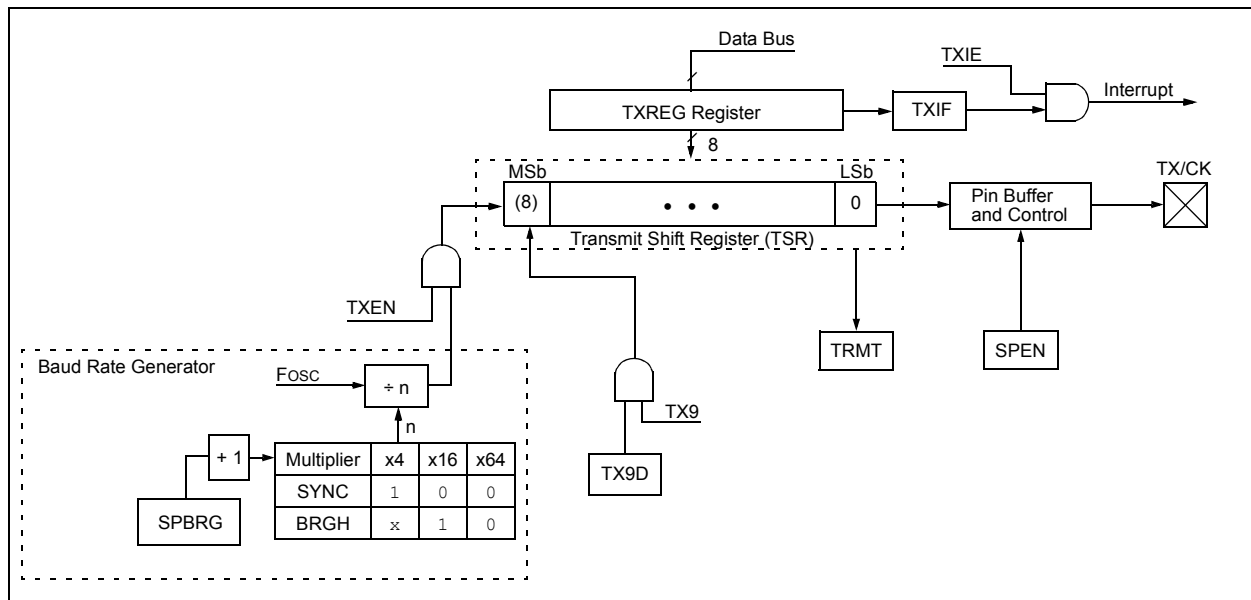 Data Bus
TXIE
Interrupt
TXREG Register
TXIF
8
MSb
LSb
TX/CK
(8)
• • •
0
Pin Buffer
and Control
Transmit Shift Register (TSR)
TXEN
TRMT
SPEN
Baud Rate Generator
FOSC
÷ n
n
TX9
+ 1
Multiplier x4 x16 x64
TX9D
SYNC 1 0 0
SPBRG
BRGH x 1 0